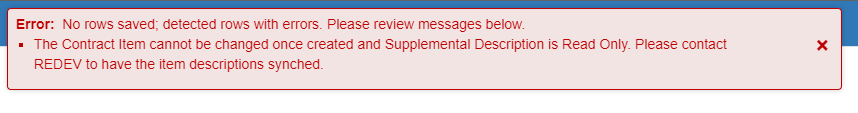 Error: No rows saved; detected rows with errors. Please review messages below.
The Contract Item cannot be changed once created and Supplemental Description is Read Only. Please contact
REDEV to have the item descriptions synched.